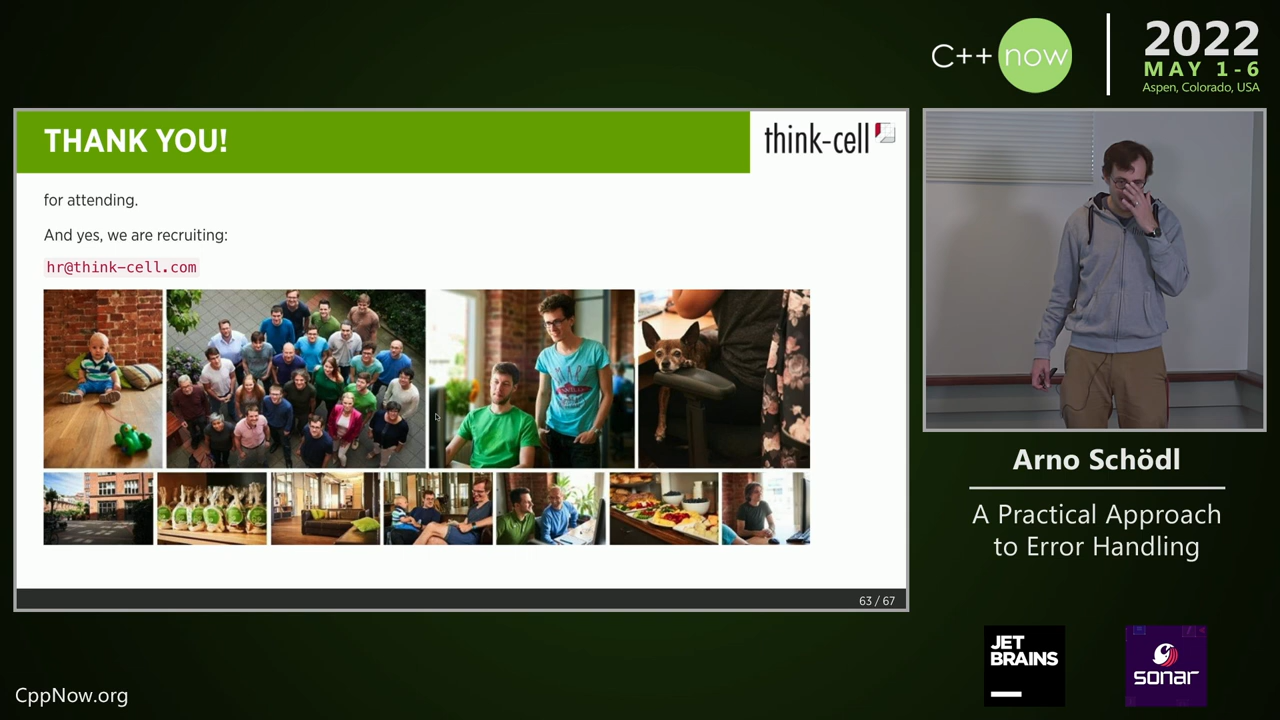 C++ now
2022
MAY 1-6
Aspen, Colorado, USA
THANK YOU!
think-cell
for attending.
And yes, we are recruiting:
hr@think-cell.com
63 / 67
Arno Schödl
A Practical Approach
to Error Handling
JET
BRAINS
sonar
CppNow.org